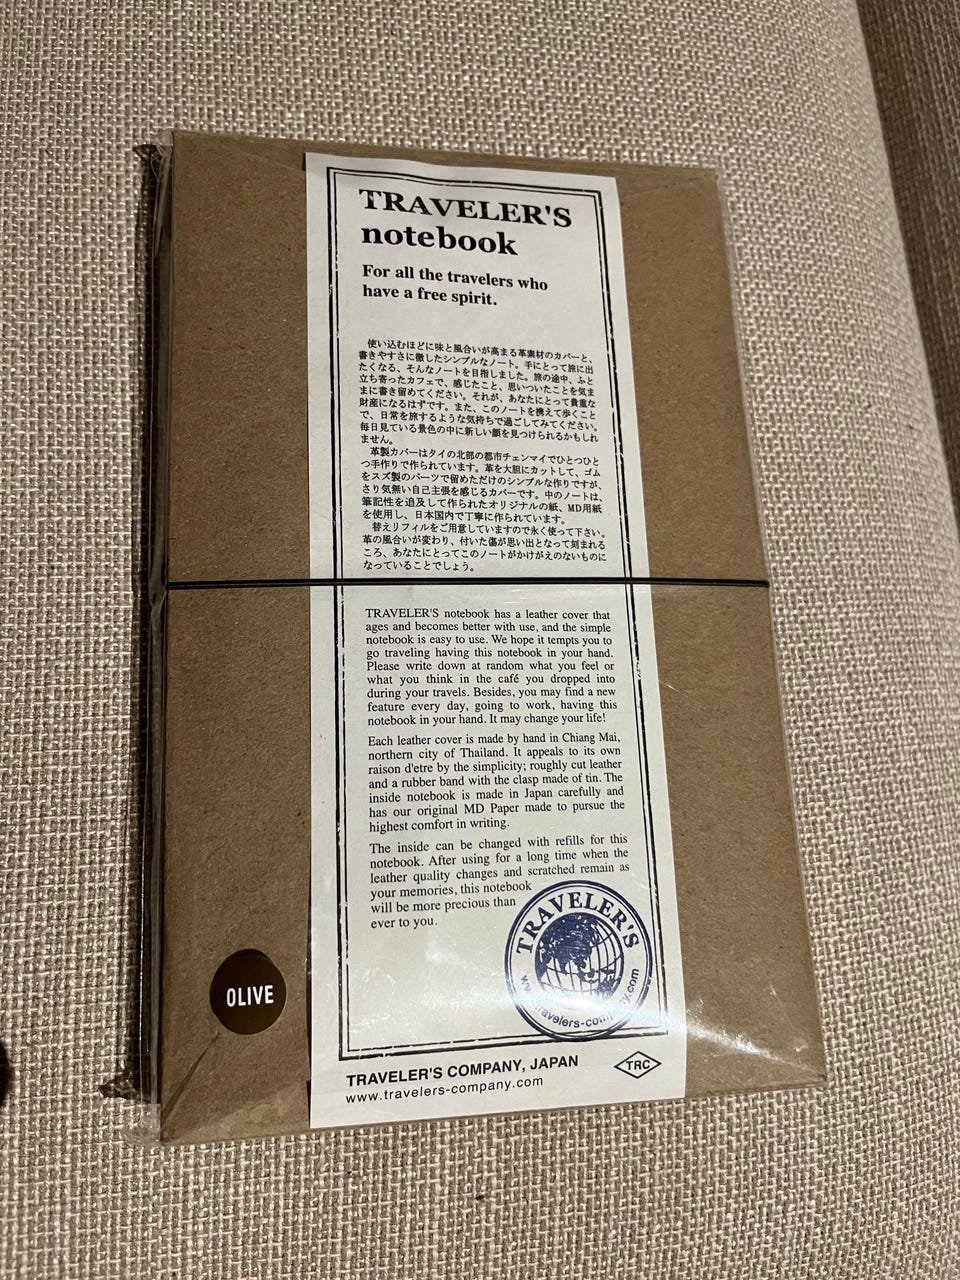 TRAVELER'S
notebook
For all the travelers who
have a free spirit.
使い込むほどに味と風合いが高まる革素材のカバーと、
書きやすさに徹したシンプルなノート。手にとって旅に出
たくなる、そんなノートを目指しました。旅の途中、ふと
立ち寄ったカフェで、感じたこと、思いついたことを気ま
まに書き留めてください。それが、あなたにとって貴重な
財産になるはずです。また、このノートを携えて歩くこと
で、日常を旅するような気持ちで過ごしてみてください。
毎日見ている景色の中に新しい顔を見つけられるかもしれ
ません。
革製カバーはタイの北部の都市チェンマイでひとつひと
つ手作りで作られています。革を大胆にカットして、ゴム
をスズ製のパーツで留めただけのシンプルな作りですが、
さり気無い自己主張を感じるカバーです。中のノートは、
筆記性を追及して作られたオリジナルの紙、MD用紙
を使用し、日本国内で丁寧に作られています。
替えリフィルをご用意していますので永く使って下さい。
革の風合いが変わり、付いた傷が思い出となって刻まれる
ころ、あなたにとってこのノートがかけがえのないものに
なっていることでしょう。
TRAVELER'S notebook has a leather cover that
ages and becomes better with use, and the simple
notebook is easy to use. We hope it tempts you to
go traveling having this notebook in your hand.
Please write down at random what you feel or
what you think in the café you dropped into
during your travels. Besides, you may find a new
feature every day, going to work, having this
notebook in your hand. It may change your life!
Each leather cover is made by hand in Chiang Mai,
northern city of Thailand. It appeals to its own
raison d'etre by the simplicity; roughly cut leather
and a rubber band with the clasp made of tin. The
inside notebook is made in Japan carefully and
has our original MD Paper made to pursue the
highest comfort in writing.
The inside can be changed with refills for this
notebook. After using for a long time when the
leather quality changes and scratched remain as
your memories, this notebook
will be more precious than
ever to you.
TRAVELER'S
OLIVE
TRAVELER'S COMPANY, JAPAN
www.travelers-company.com
TRC